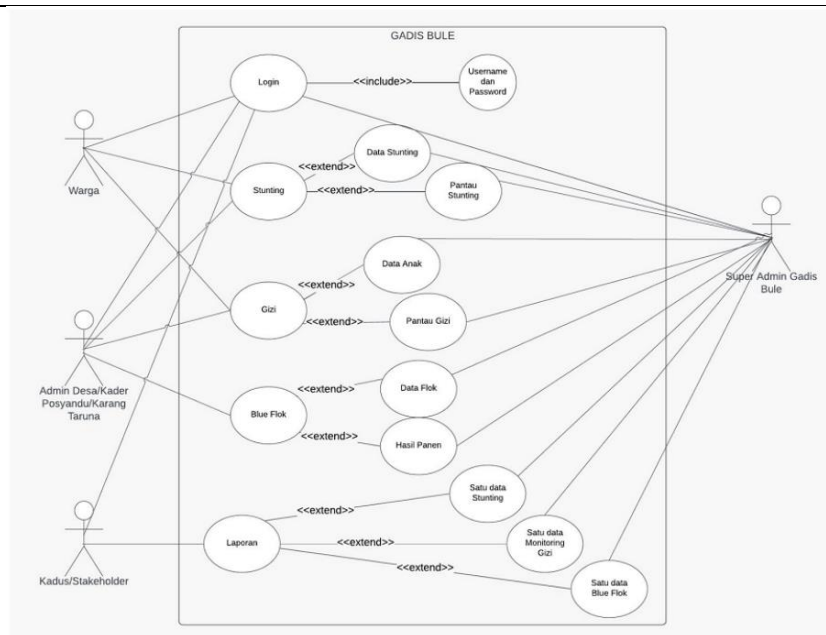 GADIS BULE
Login
<<include>>
Username
dan
Password
Warga
Stunting
<<extend>>
Data Stunting
<<extend>>
Pantau
Stunting
Super Admin Gadis
Bule
Gizi
<<extend>>
Data Anak
<<extend>>
Pantau Gizi
Admin Desa/Kader
Posyandu/Karang
Taruna
Blue Flok
<<extend>>
Data Flok
<<extend>>
Hasil Panen
Kadus/Stakeholder
Laporan
<<extend>>
Satu data
Stunting
<<extend>>
Satu data
Monitoring
Gizi
<<extend>>
Satu data
Blue Flok